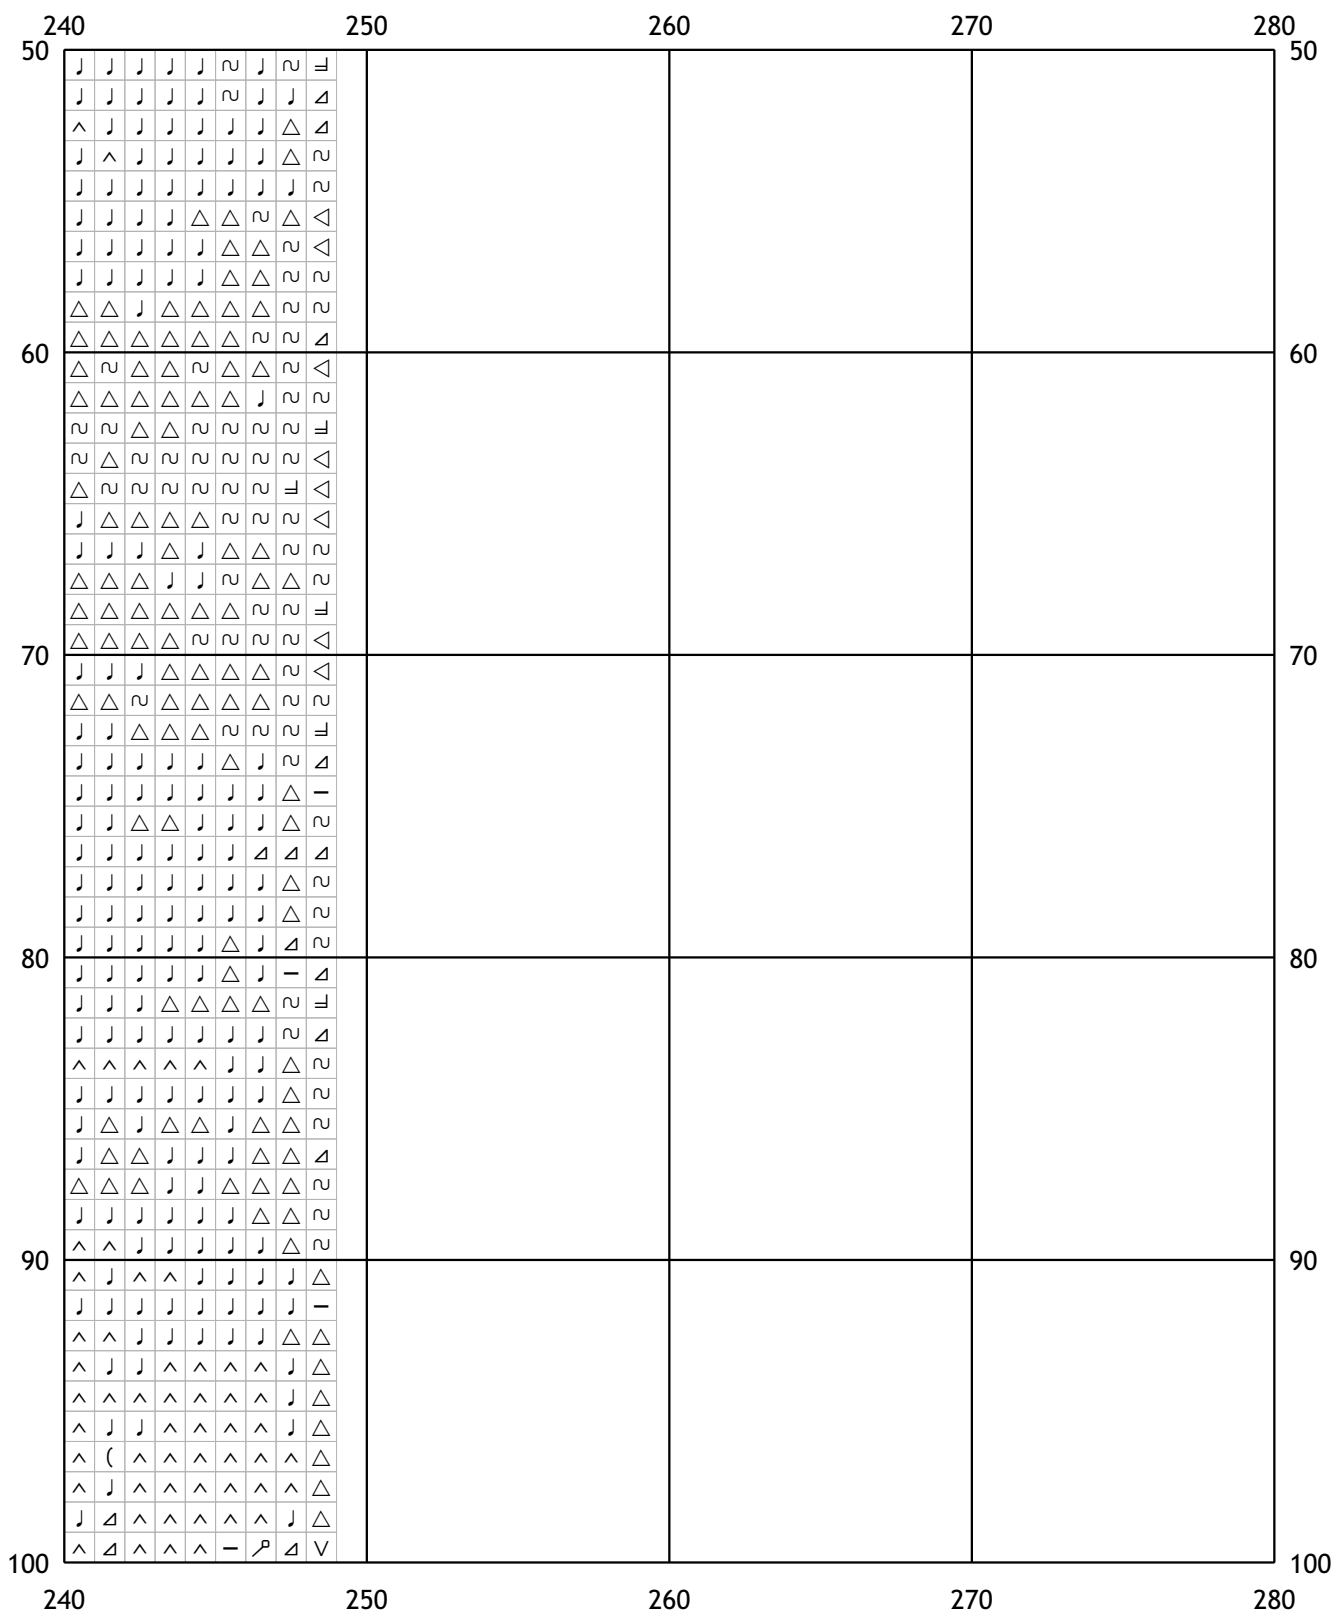 240 250 260 270 280
50 ♩ ♩ ♩ ♩ ♩ ~ ♩ ~ ╛ 50
♩ ♩ ♩ ♩ ♩ ~ ♩ ♩ ⊿
^ ♩ ♩ ♩ ♩ ♩ ♩ △ ⊿
♩ ^ ♩ ♩ ♩ ♩ ♩ △ ~
♩ ♩ ♩ ♩ ♩ ♩ ♩ ♩ ~
♩ ♩ ♩ ♩ △ △ ~ △ ◁
♩ ♩ ♩ ♩ ♩ △ △ ~ ◁
♩ ♩ ♩ ♩ ♩ △ △ ~ ~
△ △ ♩ △ △ △ △ ~ ~
△ △ △ △ △ △ ~ ~ ⊿
60 △ ~ △ △ ~ △ △ ~ ◁ 60
△ △ △ △ △ △ ♩ ~ ~
~ ~ △ △ ~ ~ ~ ~ ╛
~ △ ~ ~ ~ ~ ~ ~ ◁
△ ~ ~ ~ ~ ~ ~ ╛ ◁
♩ △ △ △ △ ~ ~ ~ ◁
♩ ♩ ♩ △ ♩ △ △ ~ ~
△ △ △ ♩ ♩ ~ △ △ ~
△ △ △ △ △ △ ~ ~ ╛
△ △ △ △ ~ ~ ~ ~ ◁
70 ♩ ♩ ♩ △ △ △ △ ~ ◁ 70
△ △ ~ △ △ △ △ ~ ~
♩ ♩ △ △ △ ~ ~ ~ ╛
♩ ♩ ♩ ♩ ♩ △ ♩ ~ ⊿
♩ ♩ ♩ ♩ ♩ ♩ ♩ △ −
♩ ♩ △ △ ♩ ♩ ♩ △ ~
♩ ♩ ♩ ♩ ♩ ♩ ⊿ ⊿ ⊿
♩ ♩ ♩ ♩ ♩ ♩ ♩ △ ~
♩ ♩ ♩ ♩ ♩ ♩ ♩ △ ~
♩ ♩ ♩ ♩ ♩ △ ♩ ⊿ ~
80 ♩ ♩ ♩ ♩ ♩ △ ♩ − ⊿ 80
♩ ♩ ♩ △ △ △ △ ~ ╛
♩ ♩ ♩ ♩ ♩ ♩ ♩ ~ ⊿
^ ^ ^ ^ ^ ♩ ♩ △ ~
♩ ♩ ♩ ♩ ♩ ♩ ♩ △ ~
♩ △ ♩ △ △ ♩ △ △ ~
♩ △ △ ♩ ♩ ♩ △ △ ⊿
△ △ △ ♩ ♩ △ △ △ ~
♩ ♩ ♩ ♩ ♩ ♩ △ △ ~
^ ^ ♩ ♩ ♩ ♩ ♩ △ ~
90 ^ ♩ ^ ^ ♩ ♩ ♩ ♩ △ 90
♩ ♩ ♩ ♩ ♩ ♩ ♩ ♩ −
^ ^ ♩ ♩ ♩ ♩ ♩ △ △
^ ♩ ♩ ^ ^ ^ ^ ♩ △
^ ^ ^ ^ ^ ^ ^ ♩ △
^ ♩ ♩ ^ ^ ^ ^ ♩ △
^ ( ^ ^ ^ ^ ^ ^ △
^ ♩ ^ ^ ^ ^ ^ ^ △
♩ ⊿ ^ ^ ^ ^ ^ ♩ △
^ ⊿ ^ ^ ^ − ⊿ V
100 100
240 250 260 270 280